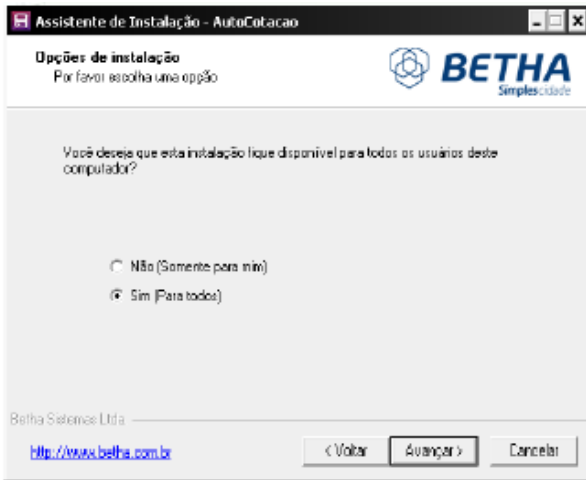 Assistente de Instalação - AutoCotacao
Opções de instalação
Por favor escolha uma opção
BETHA
Simplescidade
Você deseja que esta instalação fique disponível para todos os usuários deste
computador?
Não (Somente para mim)
Sim (Para todos)
Betha Sistemas Ltda
http://www.betha.com.br
< Voltar
Avançar >
Cancelar